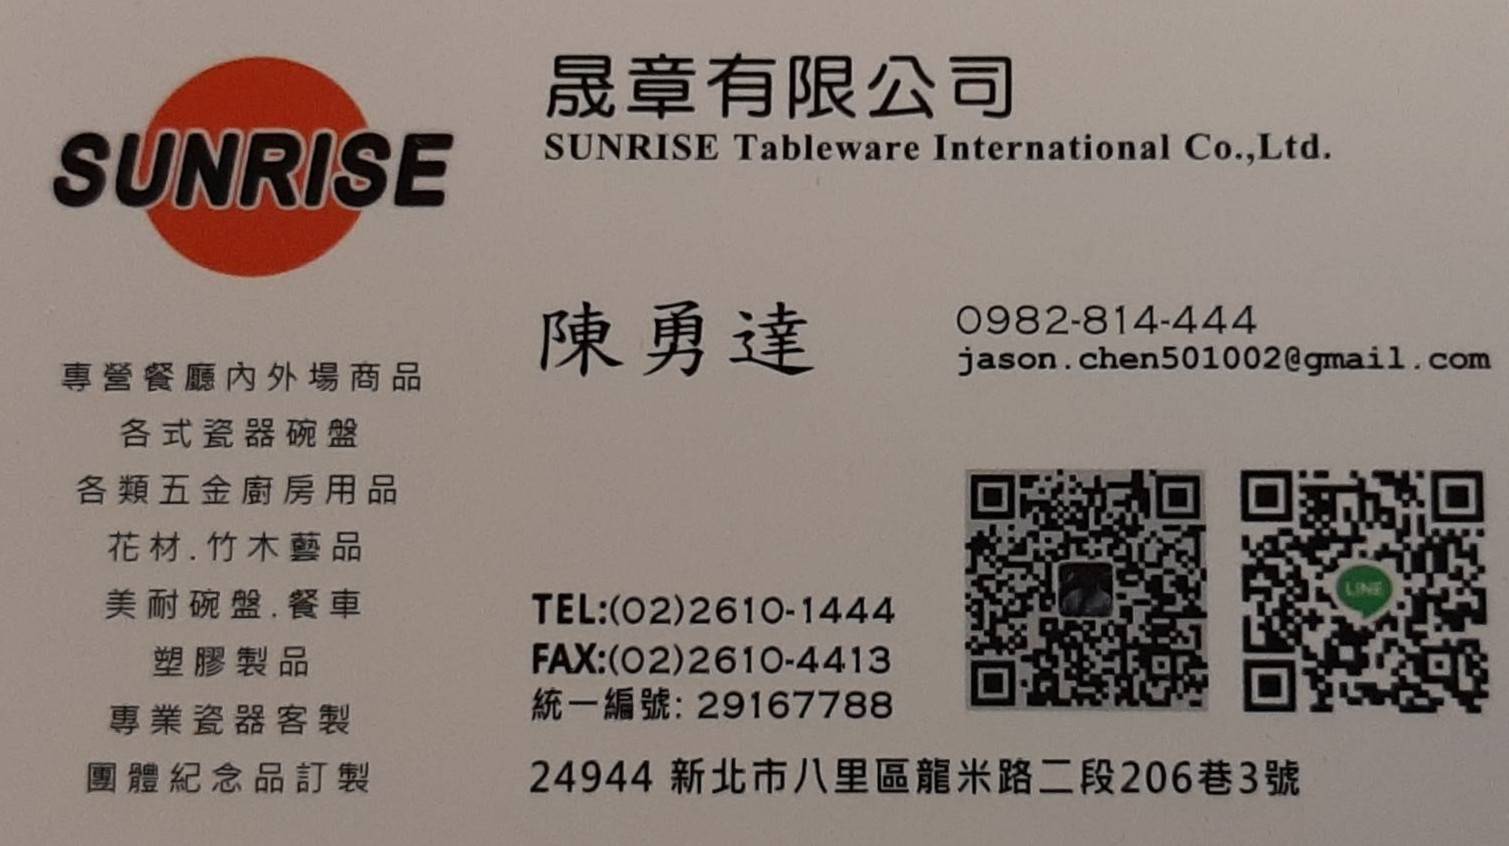 SUNRISE
晟章有限公司
SUNRISE Tableware International Co.,Ltd.
陳勇達
0982-814-444
jason.chen501002@gmail.com
專營餐廳內外場商品
各式瓷器碗盤
各類五金廚房用品
花材.竹木藝品
美耐碗盤.餐車
塑膠製品
專業瓷器客製
團體紀念品訂製
LINE
TEL:(02)2610-1444
FAX:(02)2610-4413
統一編號: 29167788
24944 新北市八里區龍米路二段206巷3號